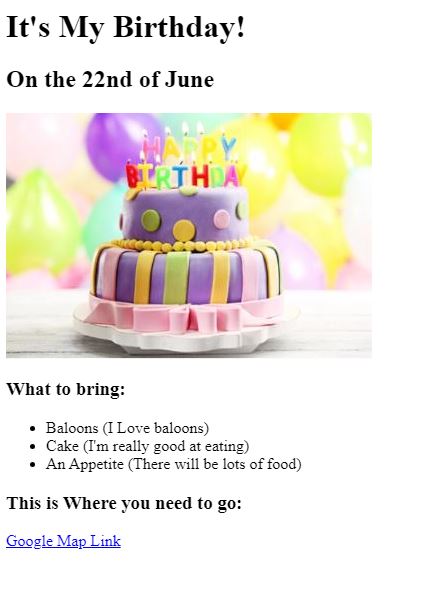 It's My Birthday!
On the 22nd of June
HAPPY
BIRTHDAY
What to bring:
Baloons (I Love baloons)
Cake (I'm really good at eating)
An Appetite (There will be lots of food)
This is Where you need to go:
Google Map Link